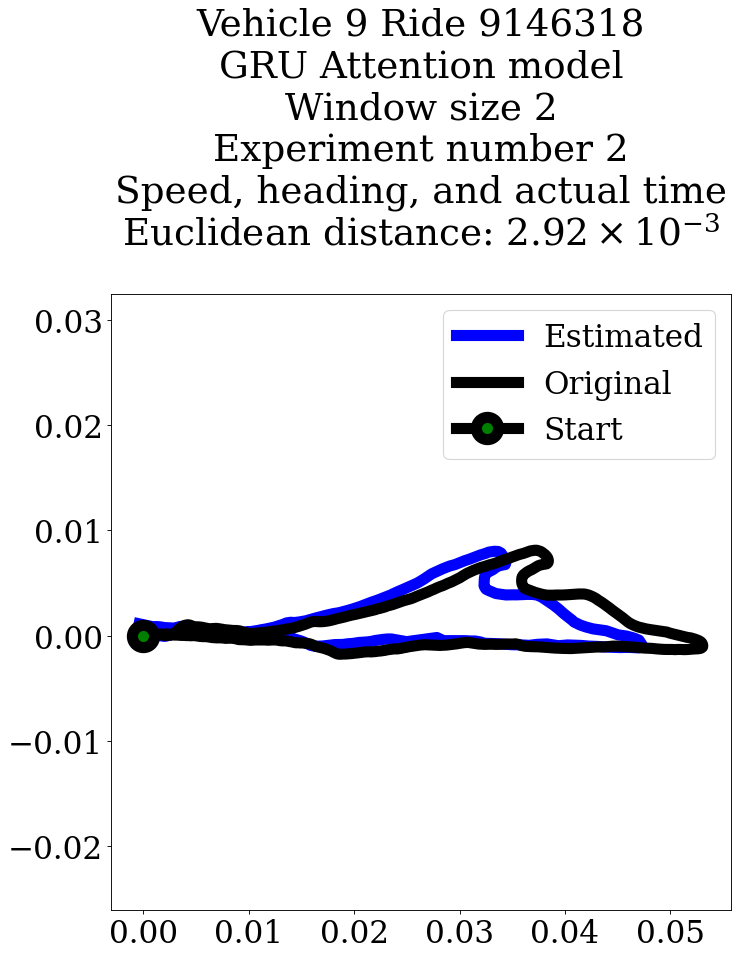 Vehicle 9 Ride 9146318
GRU Attention model
Window size 2
Experiment number 2
Speed, heading, and actual time
Euclidean distance: 2.92 × 10⁻³
Estimated
Original
Start
0.03
0.02
0.01
0.00
−0.01
−0.02
0.00 0.01 0.02 0.03 0.04 0.05